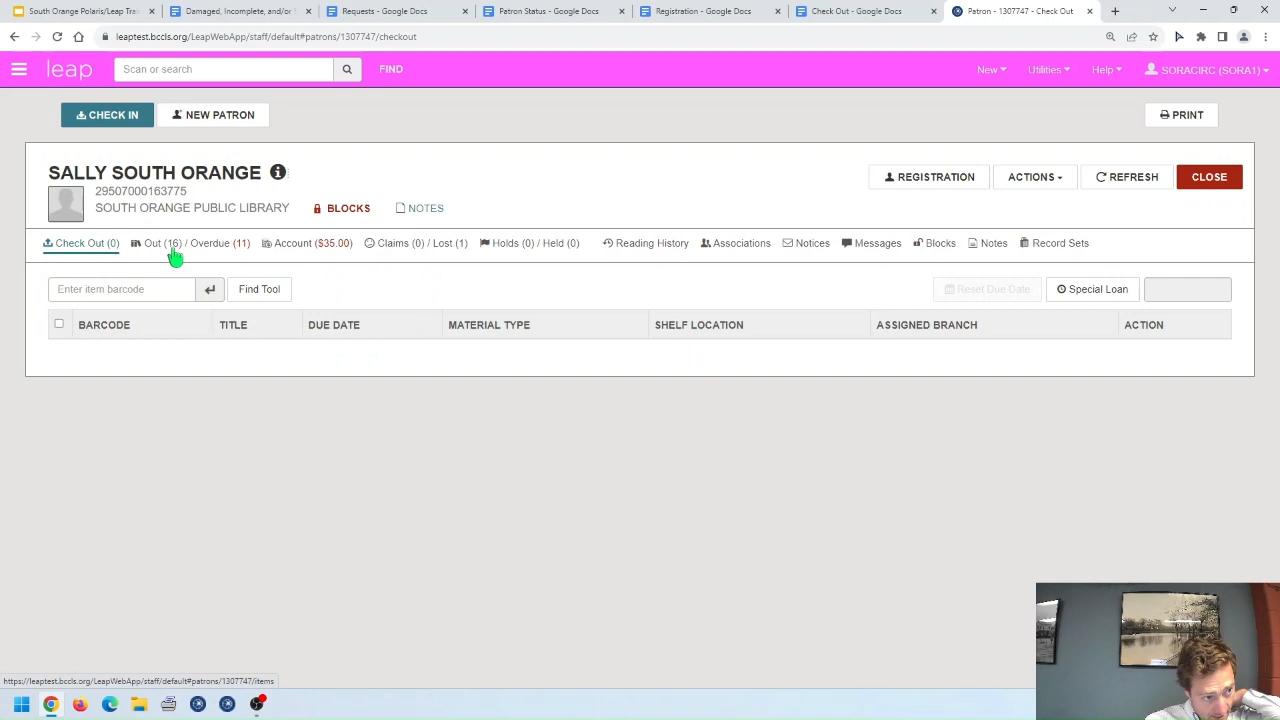 South Orange Polaris/Leap Tra
Damaged, Incomplete, and/or
Requests - Google Docs
Patron Status - Google Docs
Registration - Google Docs
Check Out - Google Docs
Patron - 1307747 - Check Out
leaptest.bccls.org/LeapWebApp/staff/default#patrons/1307747/checkout
leap
Scan or search
FIND
New
Utilities
Help
SORACIRC (SORA1)
CHECK IN
NEW PATRON
PRINT
SALLY SOUTH ORANGE
29507000163775
SOUTH ORANGE PUBLIC LIBRARY
BLOCKS
NOTES
REGISTRATION
ACTIONS
REFRESH
CLOSE
Check Out (0)
Out (16) / Overdue (11)
Account ($35.00)
Claims (0) / Lost (1)
Holds (0) / Held (0)
Reading History
Associations
Notices
Messages
Blocks
Notes
Record Sets
Enter item barcode
Find Tool
Reset Due Date
Special Loan
BARCODE
TITLE
DUE DATE
MATERIAL TYPE
SHELF LOCATION
ASSIGNED BRANCH
ACTION
https://leaptest.bccls.org/LeapWebApp/staff/default#patrons/1307747/items